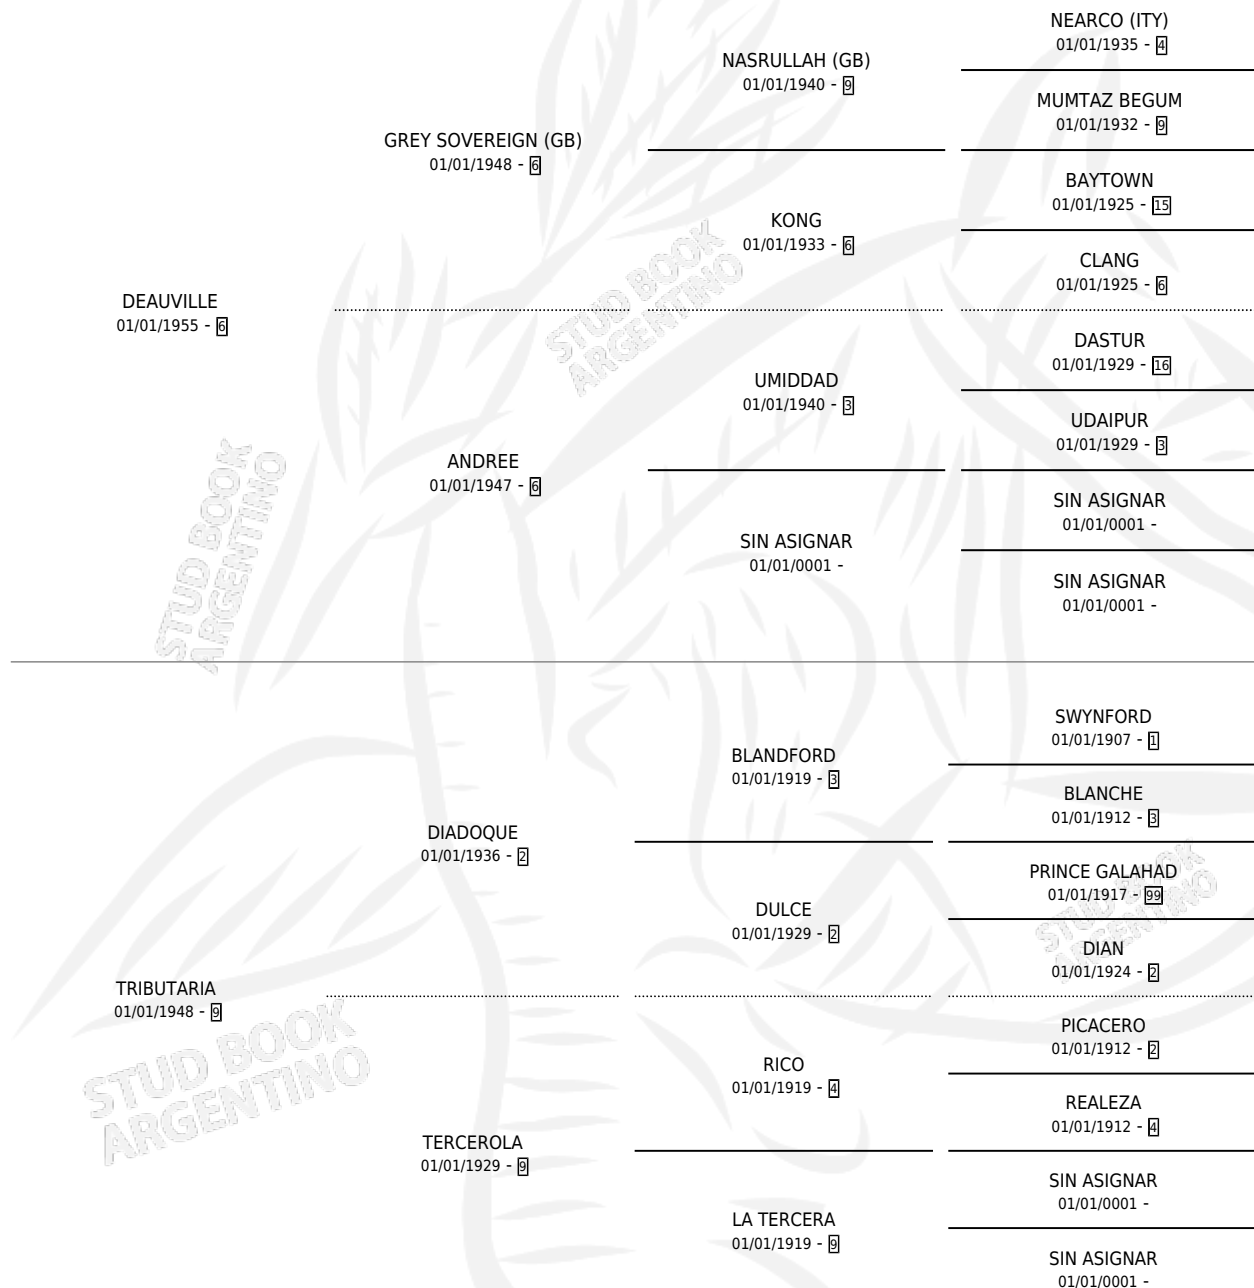 NEARCO (ITY)
01/01/1935 - 4
NASRULLAH (GB)
01/01/1940 - 9
MUMTAZ BEGUM
01/01/1932 - 9
GREY SOVEREIGN (GB)
01/01/1948 - 6
BAYTOWN
01/01/1925 - 15
KONG
01/01/1933 - 6
CLANG
01/01/1925 - 6
DEAUVILLE
01/01/1955 - 6
DASTUR
01/01/1929 - 16
UMIDDAD
01/01/1940 - 3
UDAIPUR
01/01/1929 - 3
ANDREE
01/01/1947 - 6
SIN ASIGNAR
01/01/0001 -
SIN ASIGNAR
01/01/0001 -
SIN ASIGNAR
01/01/0001 -
SWYNFORD
01/01/1907 - 1
BLANDFORD
01/01/1919 - 3
BLANCHE
01/01/1912 - 3
DIADOQUE
01/01/1936 - 2
PRINCE GALAHAD
01/01/1917 - 99
DULCE
01/01/1929 - 2
DIAN
01/01/1924 - 2
TRIBUTARIA
01/01/1948 - 9
PICACERO
01/01/1912 - 2
RICO
01/01/1919 - 4
REALEZA
01/01/1912 - 4
TERCEROLA
01/01/1929 - 9
SIN ASIGNAR
01/01/0001 -
LA TERCERA
01/01/1919 - 9
SIN ASIGNAR
01/01/0001 -
STUD BOOK
ARGENTINO
STUD BOOK
ARGENTINO
STUD BOOK
ARGENTINO
STUD BOOK
ARGENTINO